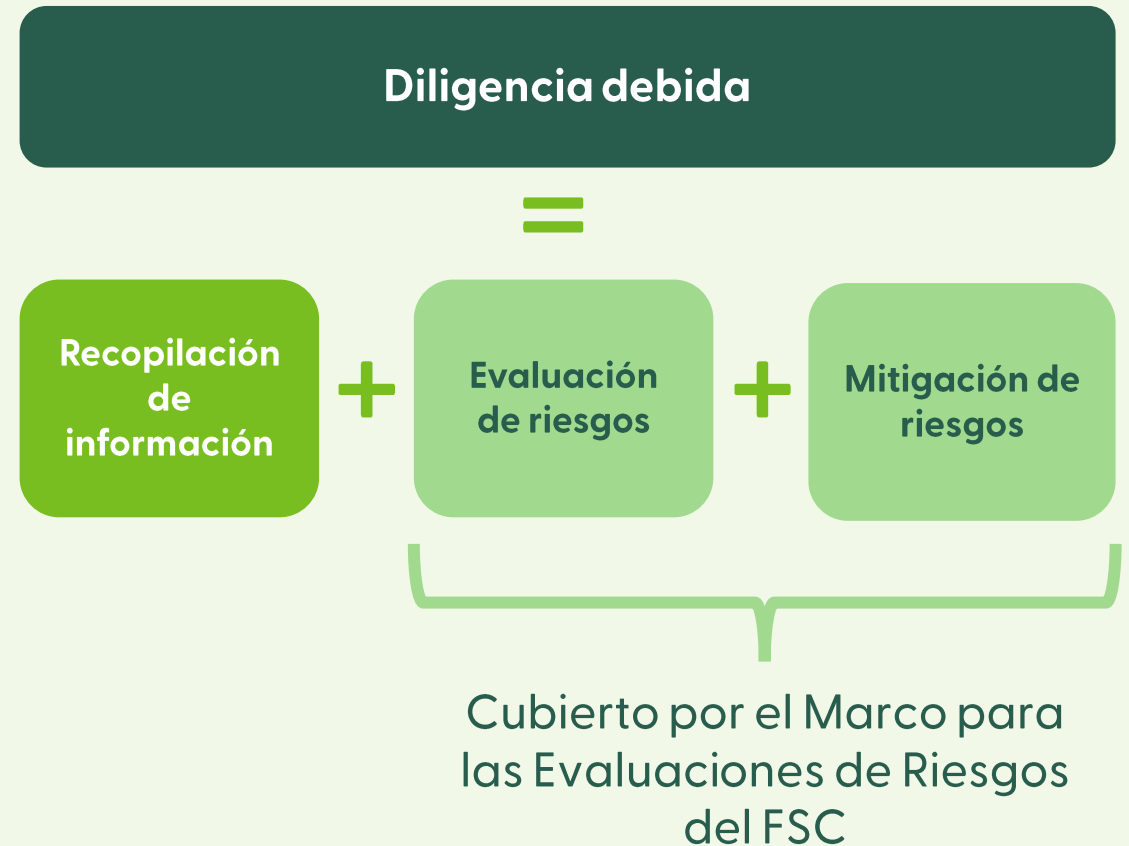 Diligencia debida
=
Recopilación
de
información
+
Evaluación
de riesgos
+
Mitigación de
riesgos
Cubierto por el Marco para
las Evaluaciones de Riesgos
del FSC